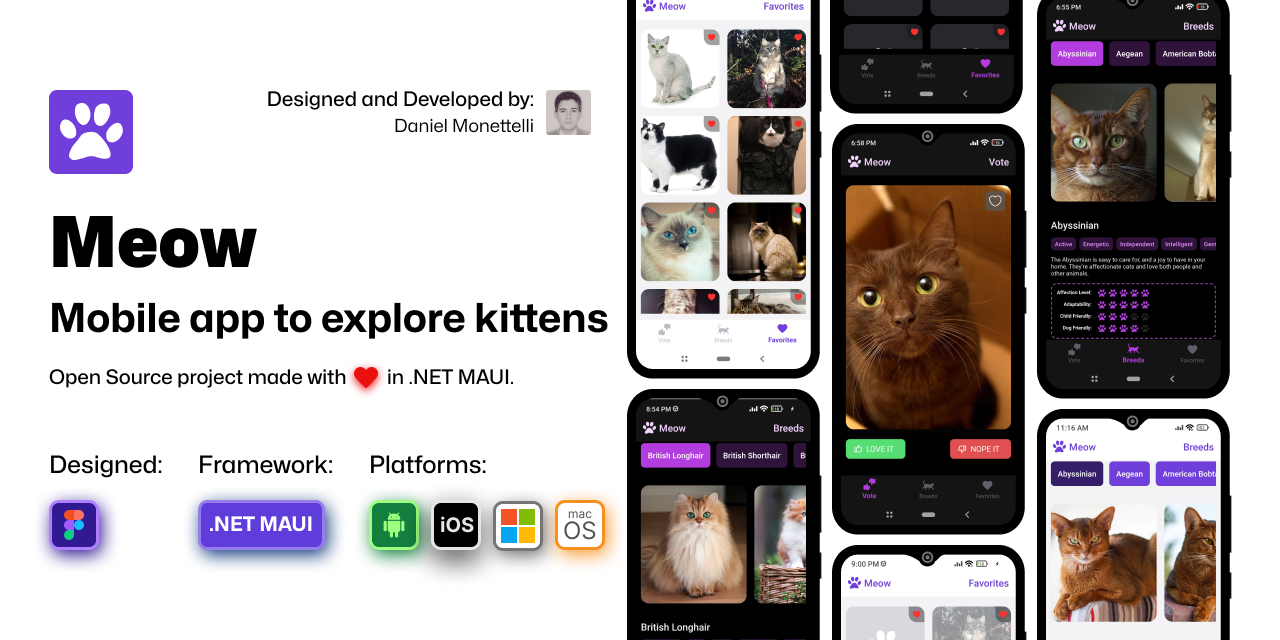 Designed and Developed by:
Daniel Monettelli
Meow
Mobile app to explore kittens
Open Source project made with
in .NET MAUI.
Designed:
Framework:
Platforms:
.NET MAUI
iOS
mac
OS
Meow
Favorites
Vote
Breeds
Favorites
8:54 PM
Meow
Breeds
British Longhair
British Shorthair
British Longhair
Vote
Breeds
Favorites
6:58 PM
Meow
Vote
LOVE IT
NOPE IT
Vote
Breeds
Favorites
9:00 PM
Meow
Favorites
6:55 PM
Meow
Breeds
Abyssinian
Aegean
American Bobt
Abyssinian
Active
Energetic
Independent
Intelligent
Gent
The Abyssinian is easy to care for, and a joy to have in your
home. They're affectionate cats and love both people and
other animals.
Affection Level:
Adaptability:
Child Friendly:
Dog Friendly:
Vote
Breeds
Favorites
11:16 AM
Meow
Breeds
Abyssinian
Aegean
American Bobt